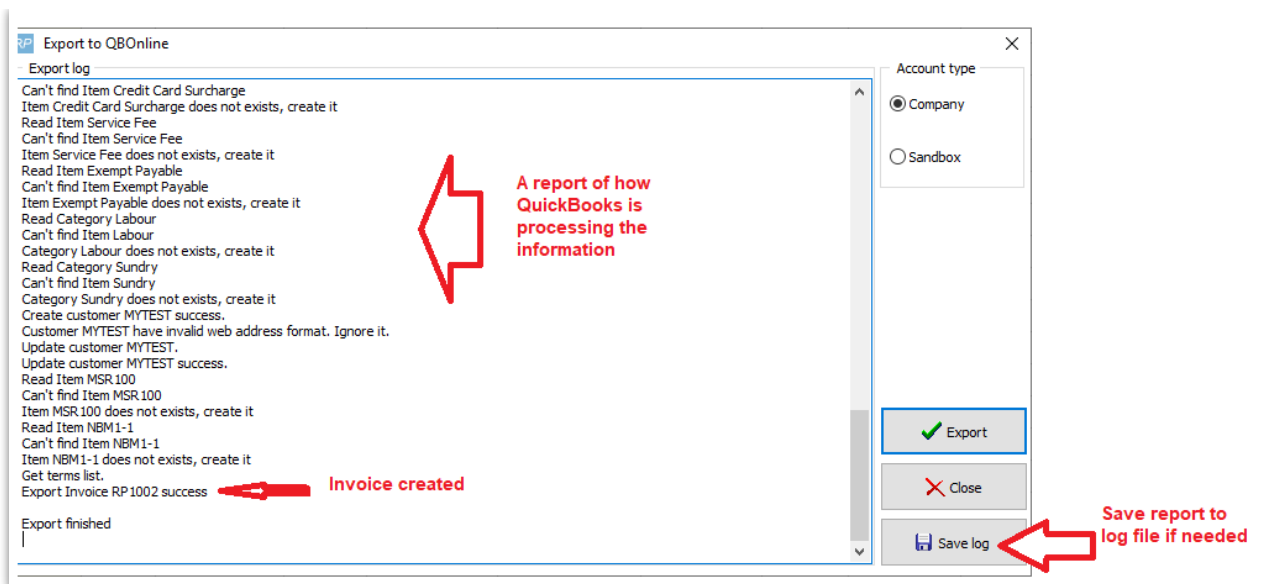 RP Export to QBOnline
Export log
Can't find Item Credit Card Surcharge
Item Credit Card Surcharge does not exists, create it
Read Item Service Fee
Can't find Item Service Fee
Item Service Fee does not exists, create it
Read Item Exempt Payable
Can't find Item Exempt Payable
Item Exempt Payable does not exists, create it
Read Category Labour
Can't find Item Labour
Category Labour does not exists, create it
Read Category Sundry
Can't find Item Sundry
Category Sundry does not exists, create it
Create customer MYTEST success.
Customer MYTEST have invalid web address format. Ignore it.
Update customer MYTEST.
Update customer MYTEST success.
Read Item MSR100
Can't find Item MSR100
Item MSR100 does not exists, create it
Read Item NBM1-1
Can't find Item NBM1-1
Item NBM1-1 does not exists, create it
Get terms list.
Export Invoice RP1002 success
Export finished
A report of how
QuickBooks is
processing the
information
Invoice created
Account type
Company
Sandbox
Export
Close
Save log
Save report to
log file if needed